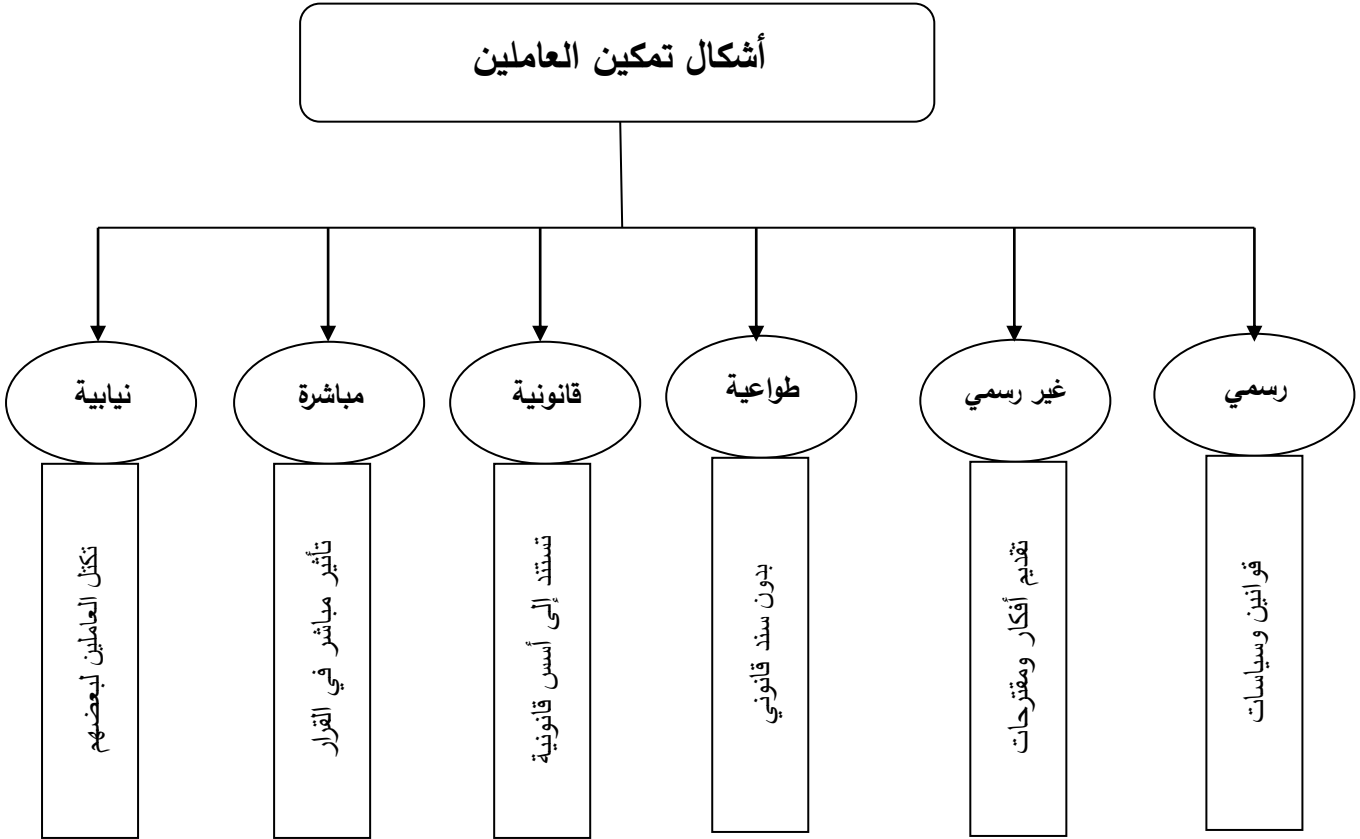 أشكال تمكين العاملين
رسمي
غير رسمي
طواعية
قانونية
مباشرة
نيابية
قوانين وسياسات
تقديم أفكار ومقترحات
بدون سند قانوني
تستند إلى أسس قانونية
تأثير مباشر في القرار
تكتل العاملين لبعضهم